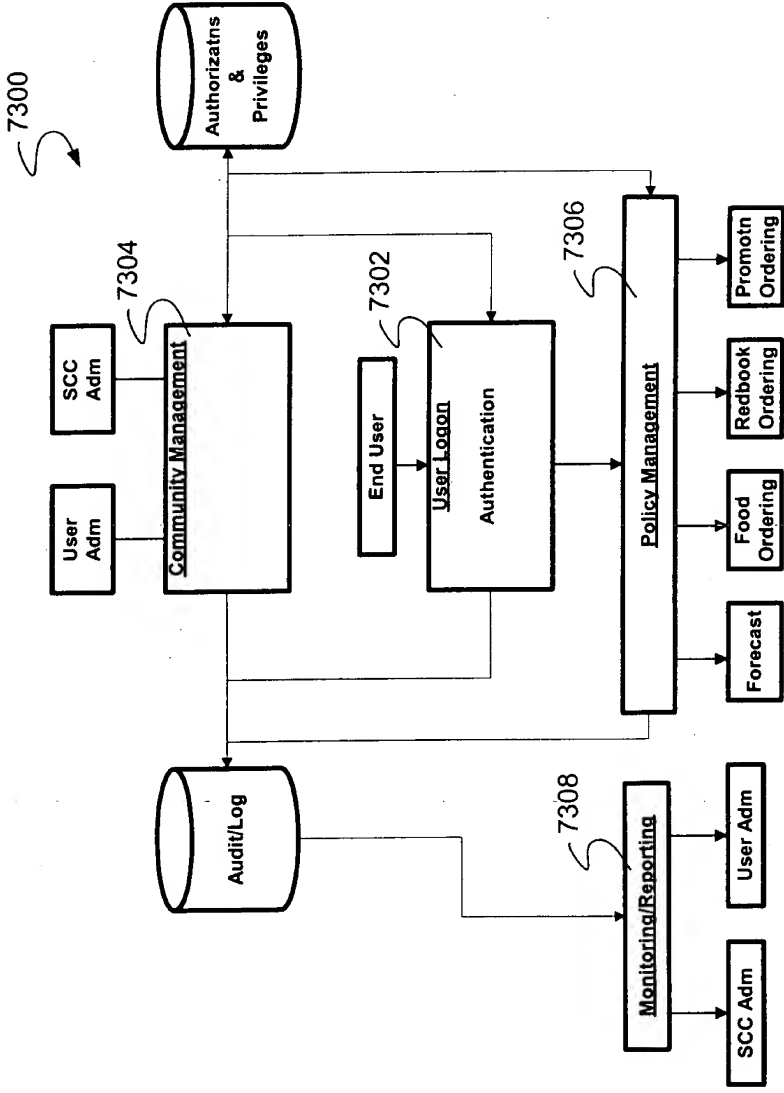 7300
User
Adm
SCC
Adm
7304
Community Management
Authorizatns
&
Privileges
Audit/Log
End User
7302
User Logon
Authentication
7306
Policy Management
7308
Monitoring/Reporting
SCC Adm
User Adm
Forecast
Food
Ordering
Redbook
Ordering
Promotn
Ordering